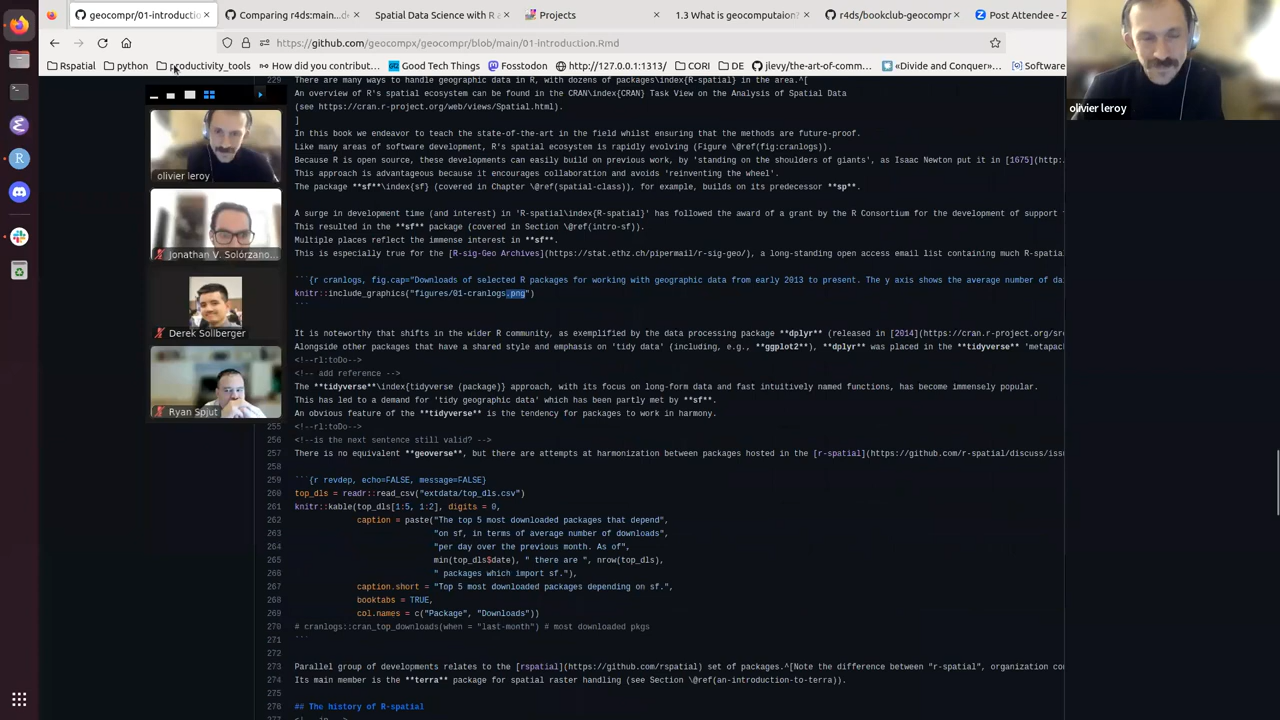 geocompr/01-introductio
Comparing r4ds:main...d
Spatial Data Science with R a
Projects
1.3 What is geocomputaion?
r4ds/bookclub-geocompr
Post Attendee - Z
https://github.com/geocompx/geocompr/blob/main/01-introduction.Rmd
Rspatial
python
productivity_tools
How did you contribut...
Good Tech Things
Fosstodon
http://127.0.0.1:1313/
CORI
DE
jlevy/the-art-of-comm...
«Divide and Conquer»...
Software
olivier leroy
olivier leroy
Jonathan V. Solórzano...
Derek Sollberger
Ryan Spjut
229
There are many ways to handle geographic data in R, with dozens of packages\index{R-spatial} in the area.^[
An overview of R's spatial ecosystem can be found in the CRAN\index{CRAN} Task View on the Analysis of Spatial Data
(see https://cran.r-project.org/web/views/Spatial.html).
]
In this book we endeavor to teach the state-of-the-art in the field whilst ensuring that the methods are future-proof.
Like many areas of software development, R's spatial ecosystem is rapidly evolving (Figure \@ref(fig:cranlogs)).
Because R is open source, these developments can easily build on previous work, by 'standing on the shoulders of giants', as Isaac Newton put it in [1675](http:
This approach is advantageous because it encourages collaboration and avoids 'reinventing the wheel'.
The package **sf**\index{sf} (covered in Chapter \@ref(spatial-class)), for example, builds on its predecessor **sp**.
A surge in development time (and interest) in 'R-spatial\index{R-spatial}' has followed the award of a grant by the R Consortium for the development of support
This resulted in the **sf** package (covered in Section \@ref(intro-sf)).
Multiple places reflect the immense interest in **sf**.
This is especially true for the [R-sig-Geo Archives](https://stat.ethz.ch/pipermail/r-sig-geo/), a long-standing open access email list containing much R-spatia
```{r cranlogs, fig.cap="Downloads of selected R packages for working with geographic data from early 2013 to present. The y axis shows the average number of da
knitr::include_graphics("figures/01-cranlogs.png")
```
It is noteworthy that shifts in the wider R community, as exemplified by the data processing package **dplyr** (released in [2014](https://cran.r-project.org/src
Alongside other packages that have a shared style and emphasis on 'tidy data' (including, e.g., **ggplot2**), **dplyr** was placed in the **tidyverse** 'metapac
<!--rl:toDo-->
<!-- add reference -->
The **tidyverse**\index{tidyverse (package)} approach, with its focus on long-form data and fast intuitively named functions, has become immensely popular.
This has led to a demand for 'tidy geographic data' which has been partly met by **sf**.
An obvious feature of the **tidyverse** is the tendency for packages to work in harmony.
255 <!--rl:toDo-->
256 <!--is the next sentence still valid? -->
257 There is no equivalent **geoverse**, but there are attempts at harmonization between packages hosted in the [r-spatial](https://github.com/r-spatial/discuss/iss
258
259 ```{r revdep, echo=FALSE, message=FALSE}
260 top_dls = readr::read_csv("extdata/top_dls.csv")
261 knitr::kable(top_dls[1:5, 1:2], digits = 0,
262 caption = paste("The top 5 most downloaded packages that depend",
263 "on sf, in terms of average number of downloads",
264 "per day over the previous month. As of",
265 min(top_dls$date), " there are ", nrow(top_dls),
266 " packages which import sf."),
267 caption.short = "Top 5 most downloaded packages depending on sf.",
268 booktabs = TRUE,
269 col.names = c("Package", "Downloads"))
270 # cranlogs::cran_top_downloads(when = "last-month") # most downloaded pkgs
271 ```
272
273 Parallel group of developments relates to the [rspatial](https://github.com/rspatial) set of packages.^[Note the difference between "r-spatial", organization co
274 Its main member is the **terra** package for spatial raster handling (see Section \@ref(an-introduction-to-terra)).
275
276 ## The history of R-spatial